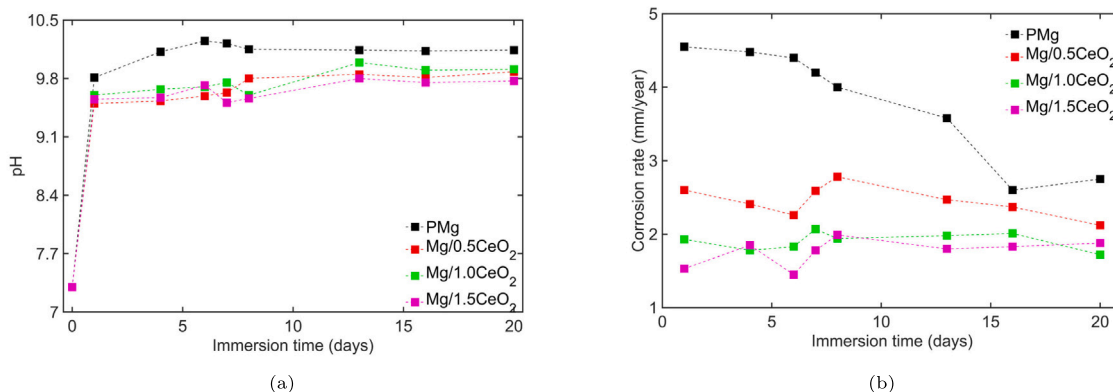 10.5
9.8
9.1
8.4
7.7
7
pH
0
5
10
15
20
Immersion time (days)
PMg
Mg/0.5CeO2
Mg/1.0CeO2
Mg/1.5CeO2
(a)
5
4
3
2
1
Corrosion rate (mm/year)
0
5
10
15
20
Immersion time (days)
PMg
Mg/0.5CeO2
Mg/1.0CeO2
Mg/1.5CeO2
(b)